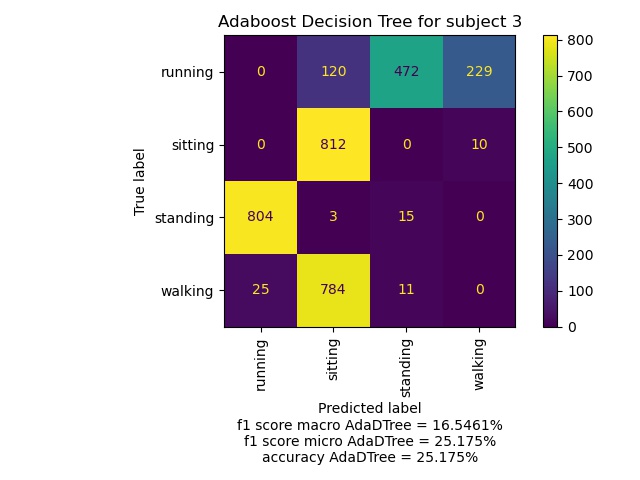 Adaboost Decision Tree for subject 3
True label
running 0 120 472 229
sitting 0 812 0 10
standing 804 3 15 0
walking 25 784 11 0
running sitting standing walking
800
700
600
500
400
300
200
100
0
Predicted label
f1 score macro AdaDTree = 16.5461%
f1 score micro AdaDTree = 25.175%
accuracy AdaDTree = 25.175%